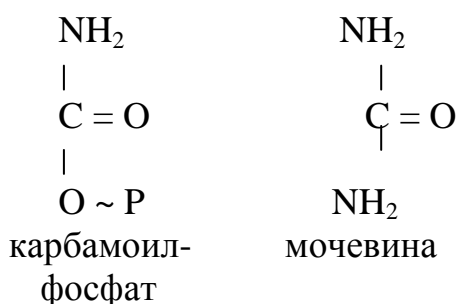 NH₂ NH₂
| |
C = O C = O
| |
O ~ P NH₂
карбамоил- мочевина
фосфат